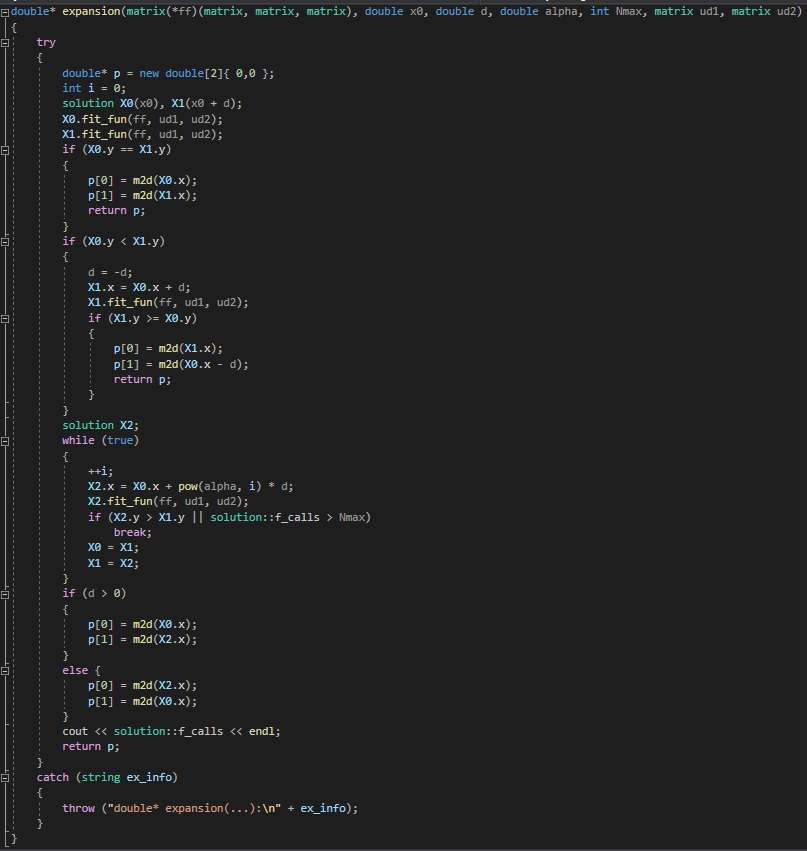 double* expansion(matrix(*ff)(matrix, matrix, matrix), double x0, double d, double alpha, int Nmax, matrix ud1, matrix ud2)
{
    try
    {
        double* p = new double[2]{ 0,0 };
        int i = 0;
        solution X0(x0), X1(x0 + d);
        X0.fit_fun(ff, ud1, ud2);
        X1.fit_fun(ff, ud1, ud2);
        if (X0.y == X1.y)
        {
            p[0] = m2d(X0.x);
            p[1] = m2d(X1.x);
            return p;
        }
        if (X0.y < X1.y)
        {
            d = -d;
            X1.x = X0.x + d;
            X1.fit_fun(ff, ud1, ud2);
            if (X1.y >= X0.y)
            {
                p[0] = m2d(X1.x);
                p[1] = m2d(X0.x - d);
                return p;
            }
        }
        solution X2;
        while (true)
        {
            ++i;
            X2.x = X0.x + pow(alpha, i) * d;
            X2.fit_fun(ff, ud1, ud2);
            if (X2.y > X1.y || solution::f_calls > Nmax)
                break;
            X0 = X1;
            X1 = X2;
        }
        if (d > 0)
        {
            p[0] = m2d(X0.x);
            p[1] = m2d(X2.x);
        }
        else {
            p[0] = m2d(X2.x);
            p[1] = m2d(X0.x);
        }
        cout << solution::f_calls << endl;
        return p;
    }
    catch (string ex_info)
    {
        throw ("double* expansion(...):\n" + ex_info);
    }
}